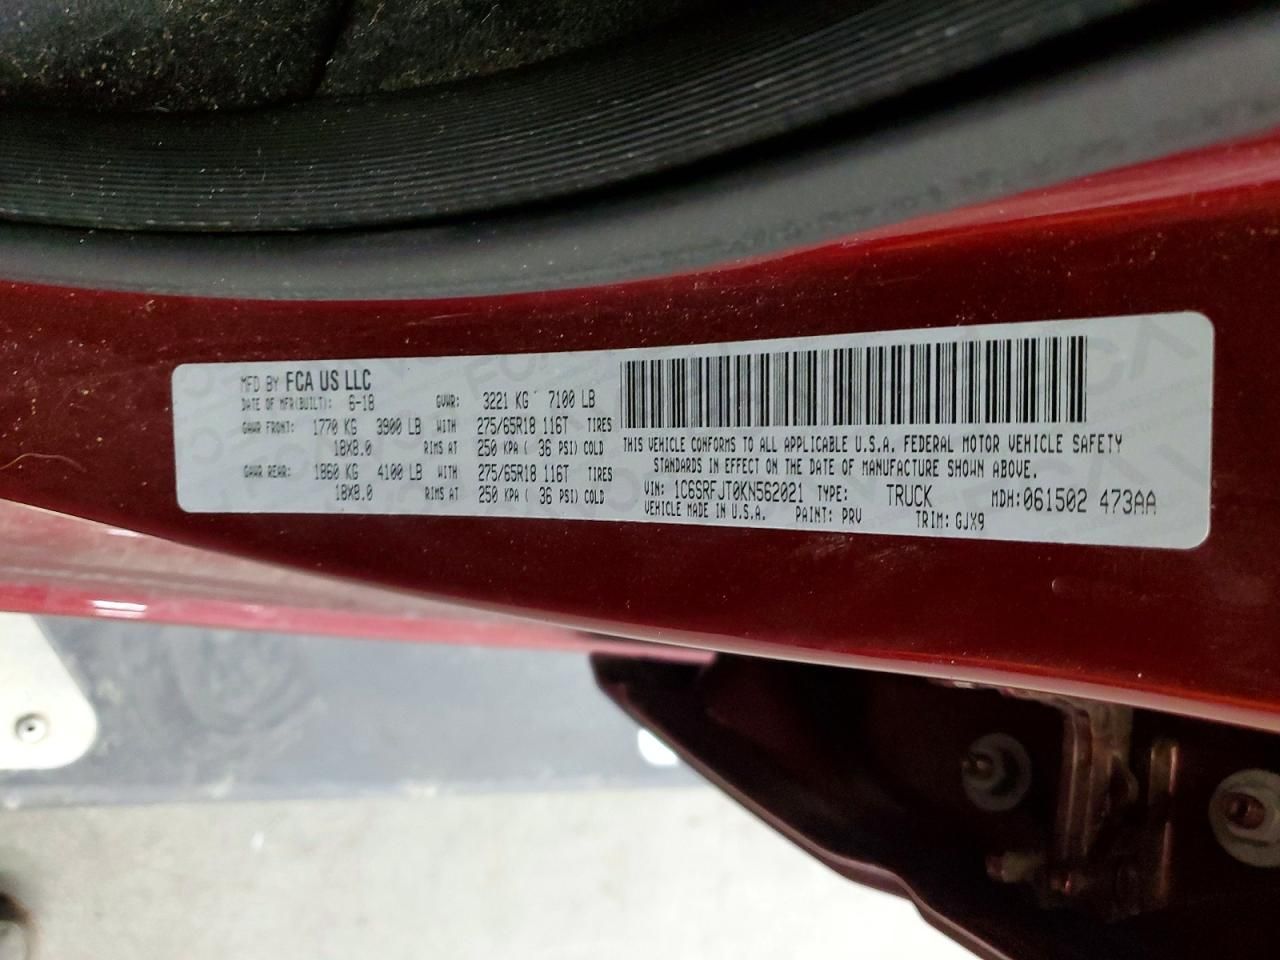 MFD BY FCA US LLC
DATE OF MFR(BUILT): 6-18 GVWR: 3221 KG 7100 LB
GAWR FRONT: 1770 KG 3900 LB WITH 275/65R18 116T TIRES
18X8.0 RIMS AT 250 KPA ( 36 PSI) COLD
GAWR REAR: 1860 KG 4100 LB WITH 275/65R18 116T TIRES
18X8.0 RIMS AT 250 KPA ( 36 PSI) COLD
THIS VEHICLE CONFORMS TO ALL APPLICABLE U.S.A. FEDERAL MOTOR VEHICLE SAFETY
STANDARDS IN EFFECT ON THE DATE OF MANUFACTURE SHOWN ABOVE.
VIN: 1C6SRFJT0KN562021 TYPE: TRUCK MDH:061502 473AA
VEHICLE MADE IN U.S.A. PAINT: PRV TRIM: GJX9